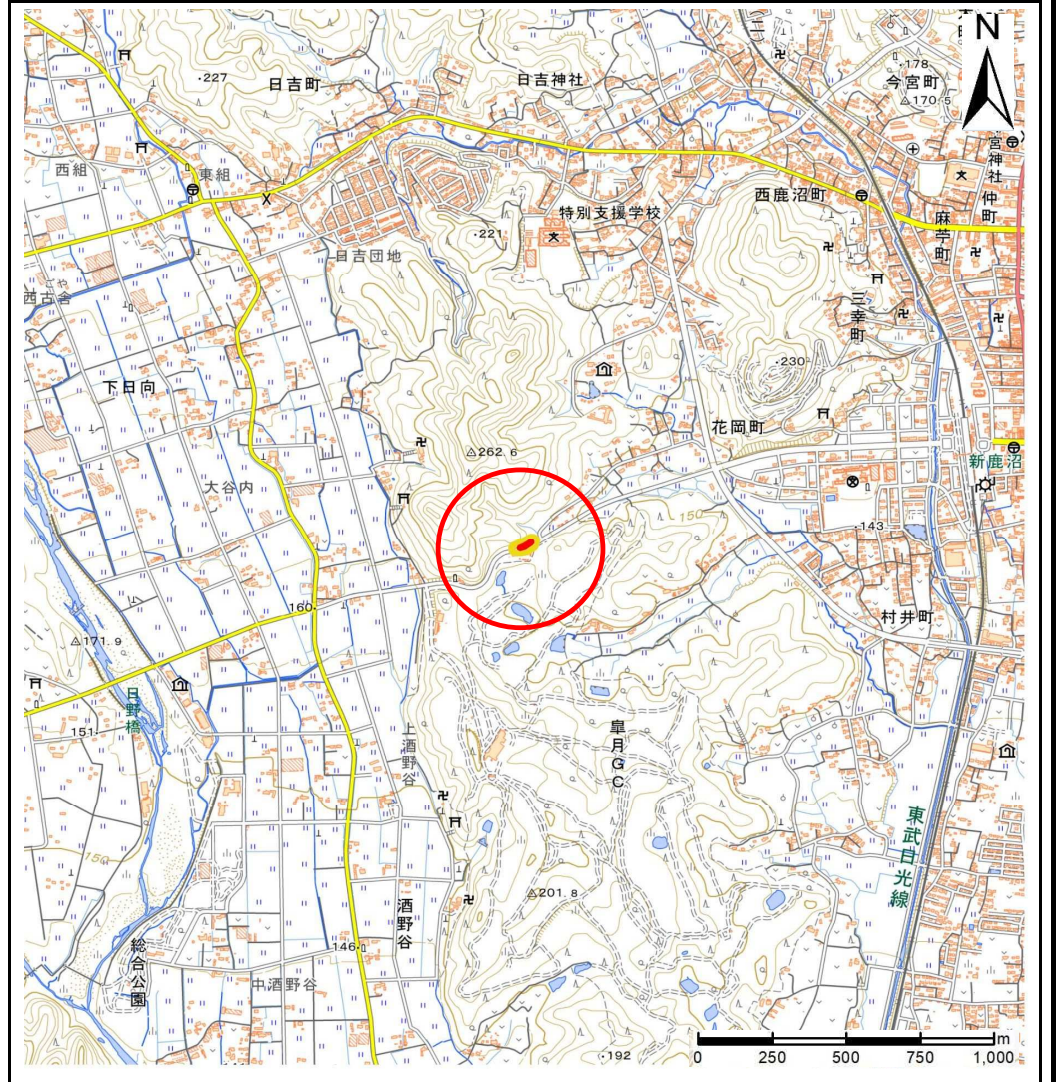 N
227
日吉町
日吉神社
178
今宮町
170.5
西組
東組
宮神社
仲町
麻苧町
西鹿沼町
特別支援学校
221
日吉団地
西古舎
ごや
三幸町
230
下日向
花岡町
新鹿沼
262.6
大谷内
150
143
160
村井町
171.9
日野橋
151
上酒野谷
皐月GC
東武日光線
150
201.8
酒野谷
146
総合公園
中酒野谷
192
m
0 250 500 750 1,000